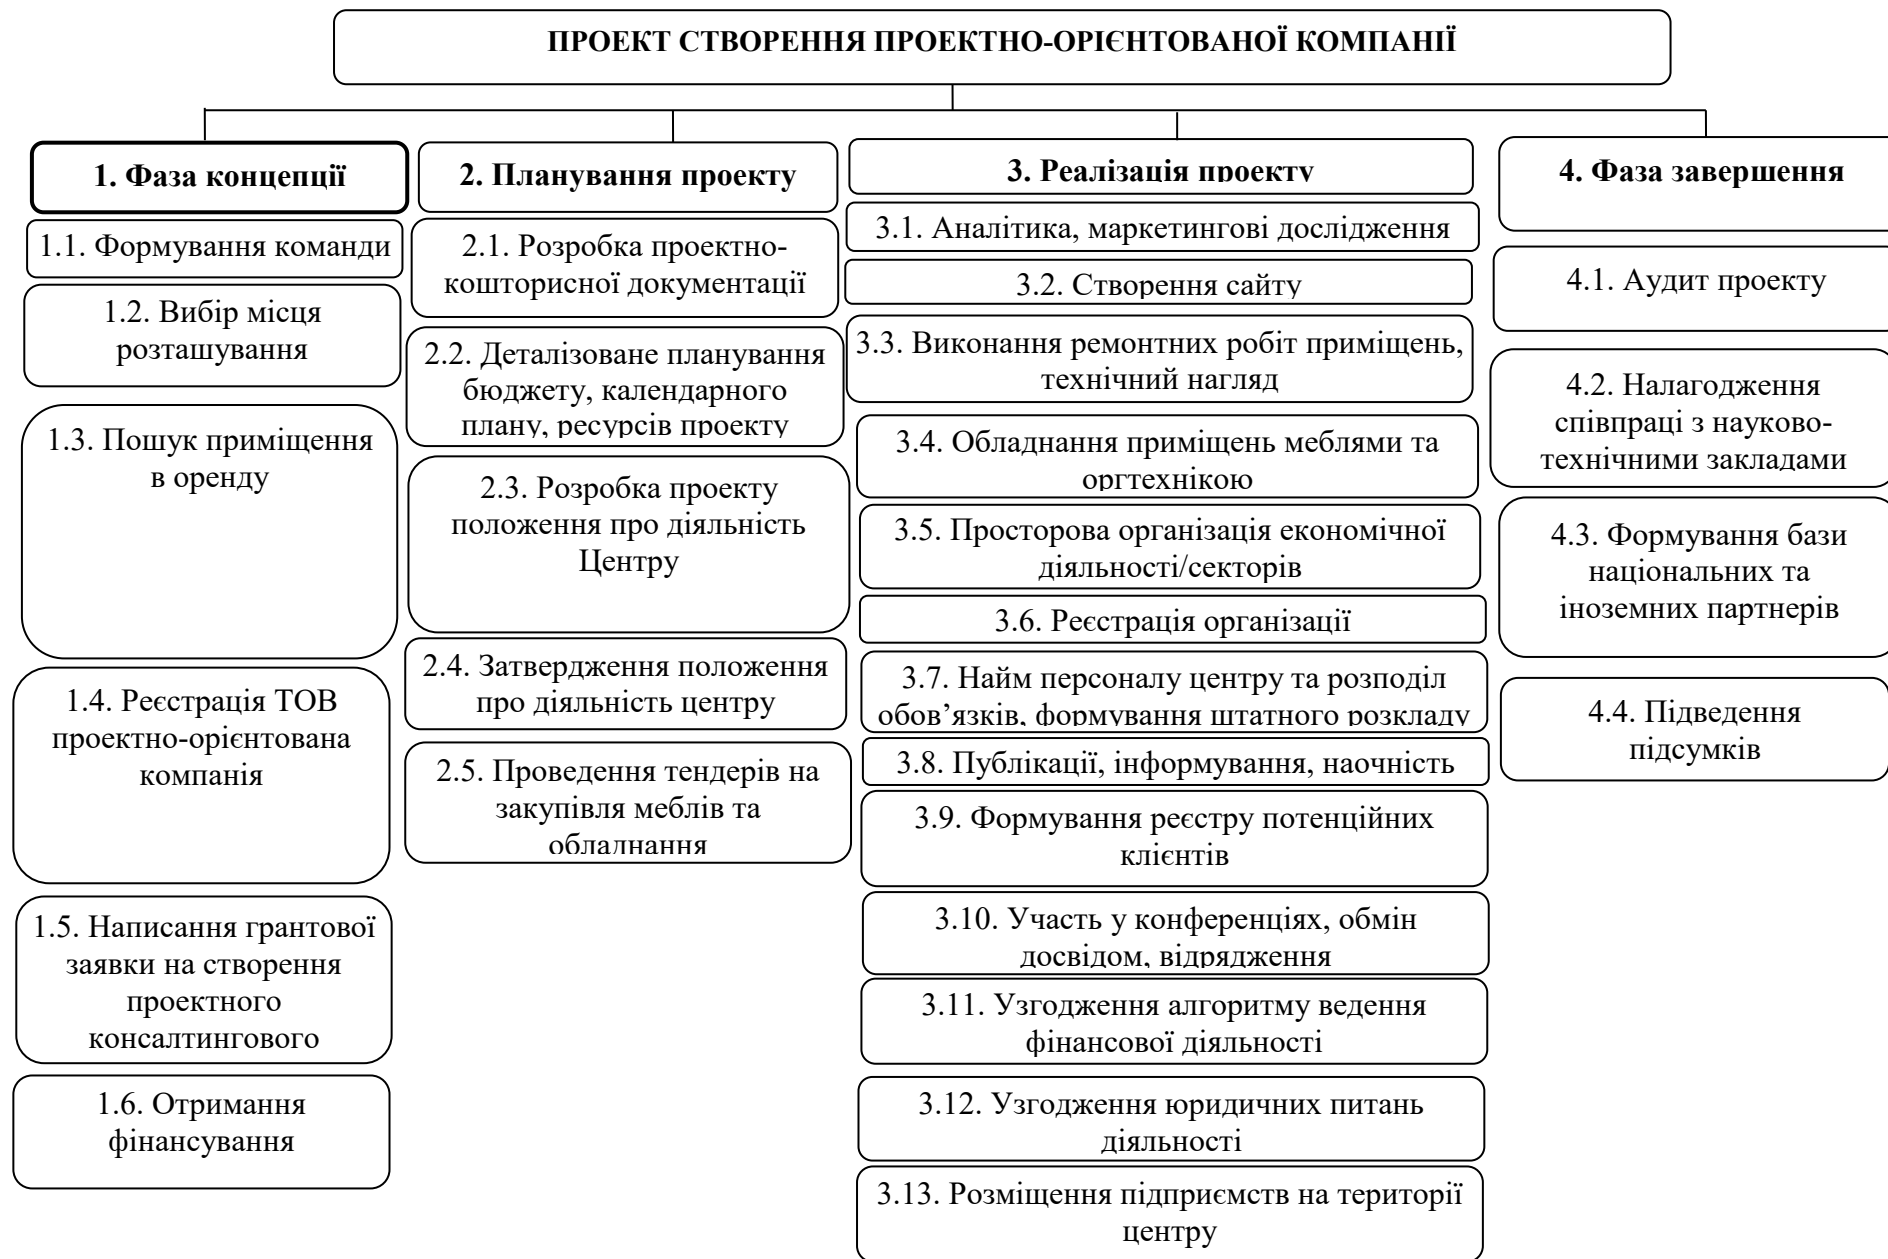 ПРОЕКТ СТВОРЕННЯ ПРОЕКТНО-ОРІЄНТОВАНОЇ КОМПАНІЇ
1. Фаза концепції
1.1. Формування команди
1.2. Вибір місця
розташування
1.3. Пошук приміщення
в оренду
1.4. Реєстрація ТОВ
проектно-орієнтована
компанія
1.5. Написання грантової
заявки на створення
проектного
консалтингового
1.6. Отримання
фінансування
2. Планування проекту
2.1. Розробка проектно-
кошторисної документації
2.2. Деталізоване планування
бюджету, календарного
плану, ресурсів проекту
2.3. Розробка проекту
положення про діяльність
Центру
2.4. Затвердження положення
про діяльність центру
2.5. Проведення тендерів на
закупівля меблів та
обладнання
3. Реалізація проекту
3.1. Аналітика, маркетингові дослідження
3.2. Створення сайту
3.3. Виконання ремонтних робіт приміщень,
технічний нагляд
3.4. Обладнання приміщень меблями та
оргтехнікою
3.5. Просторова організація економічної
діяльності/секторів
3.6. Реєстрація організації
3.7. Найм персоналу центру та розподіл
обов’язків, формування штатного розкладу
3.8. Публікації, інформування, наочність
3.9. Формування реєстру потенційних
клієнтів
3.10. Участь у конференціях, обмін
досвідом, відрядження
3.11. Узгодження алгоритму ведення
фінансової діяльності
3.12. Узгодження юридичних питань
діяльності
3.13. Розміщення підприємств на території
центру
4. Фаза завершення
4.1. Аудит проекту
4.2. Налагодження
співпраці з науково-
технічними закладами
4.3. Формування бази
національних та
іноземних партнерів
4.4. Підведення
підсумків